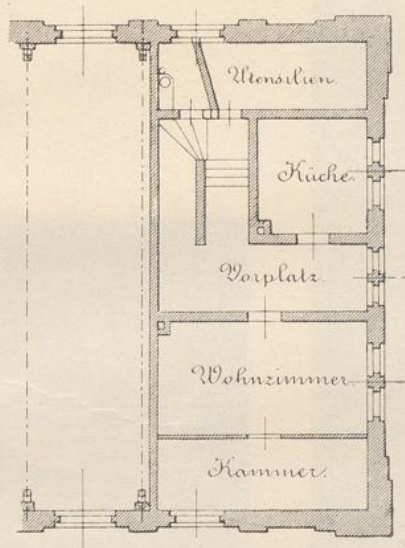 Utensilien.
Küche.
Vorplatz.
Wohnzimmer.
Kammer.